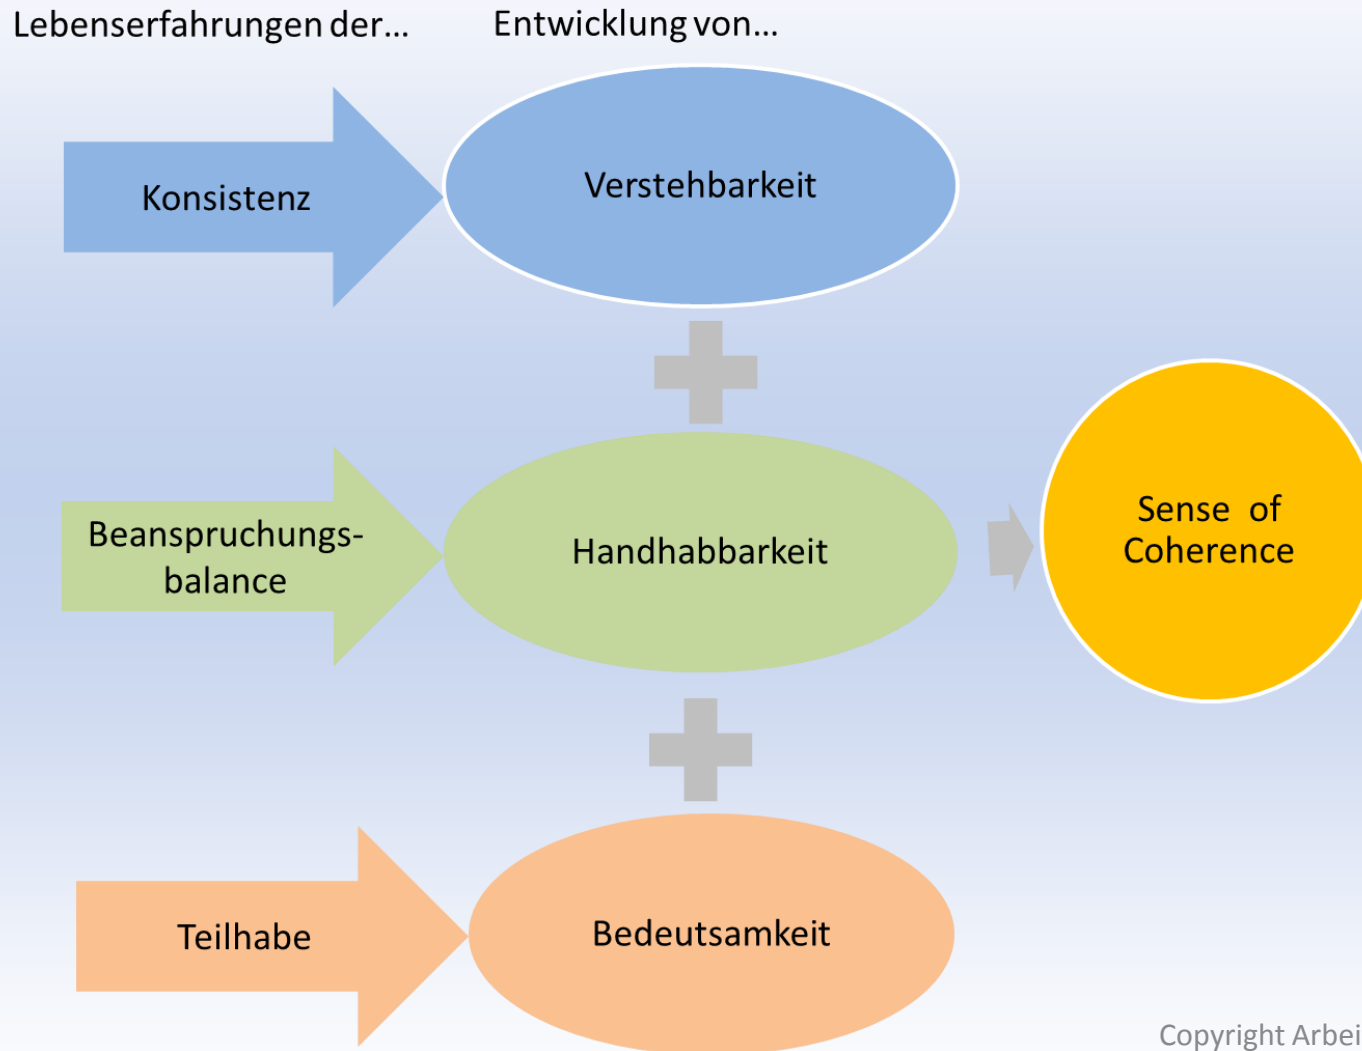 Lebenserfahrungen der...
Entwicklung von...
Konsistenz
Verstehbarkeit
Beanspruchungs-
balance
Handhabbarkeit
Sense of
Coherence
Teilhabe
Bedeutsamkeit
Copyright Arbei